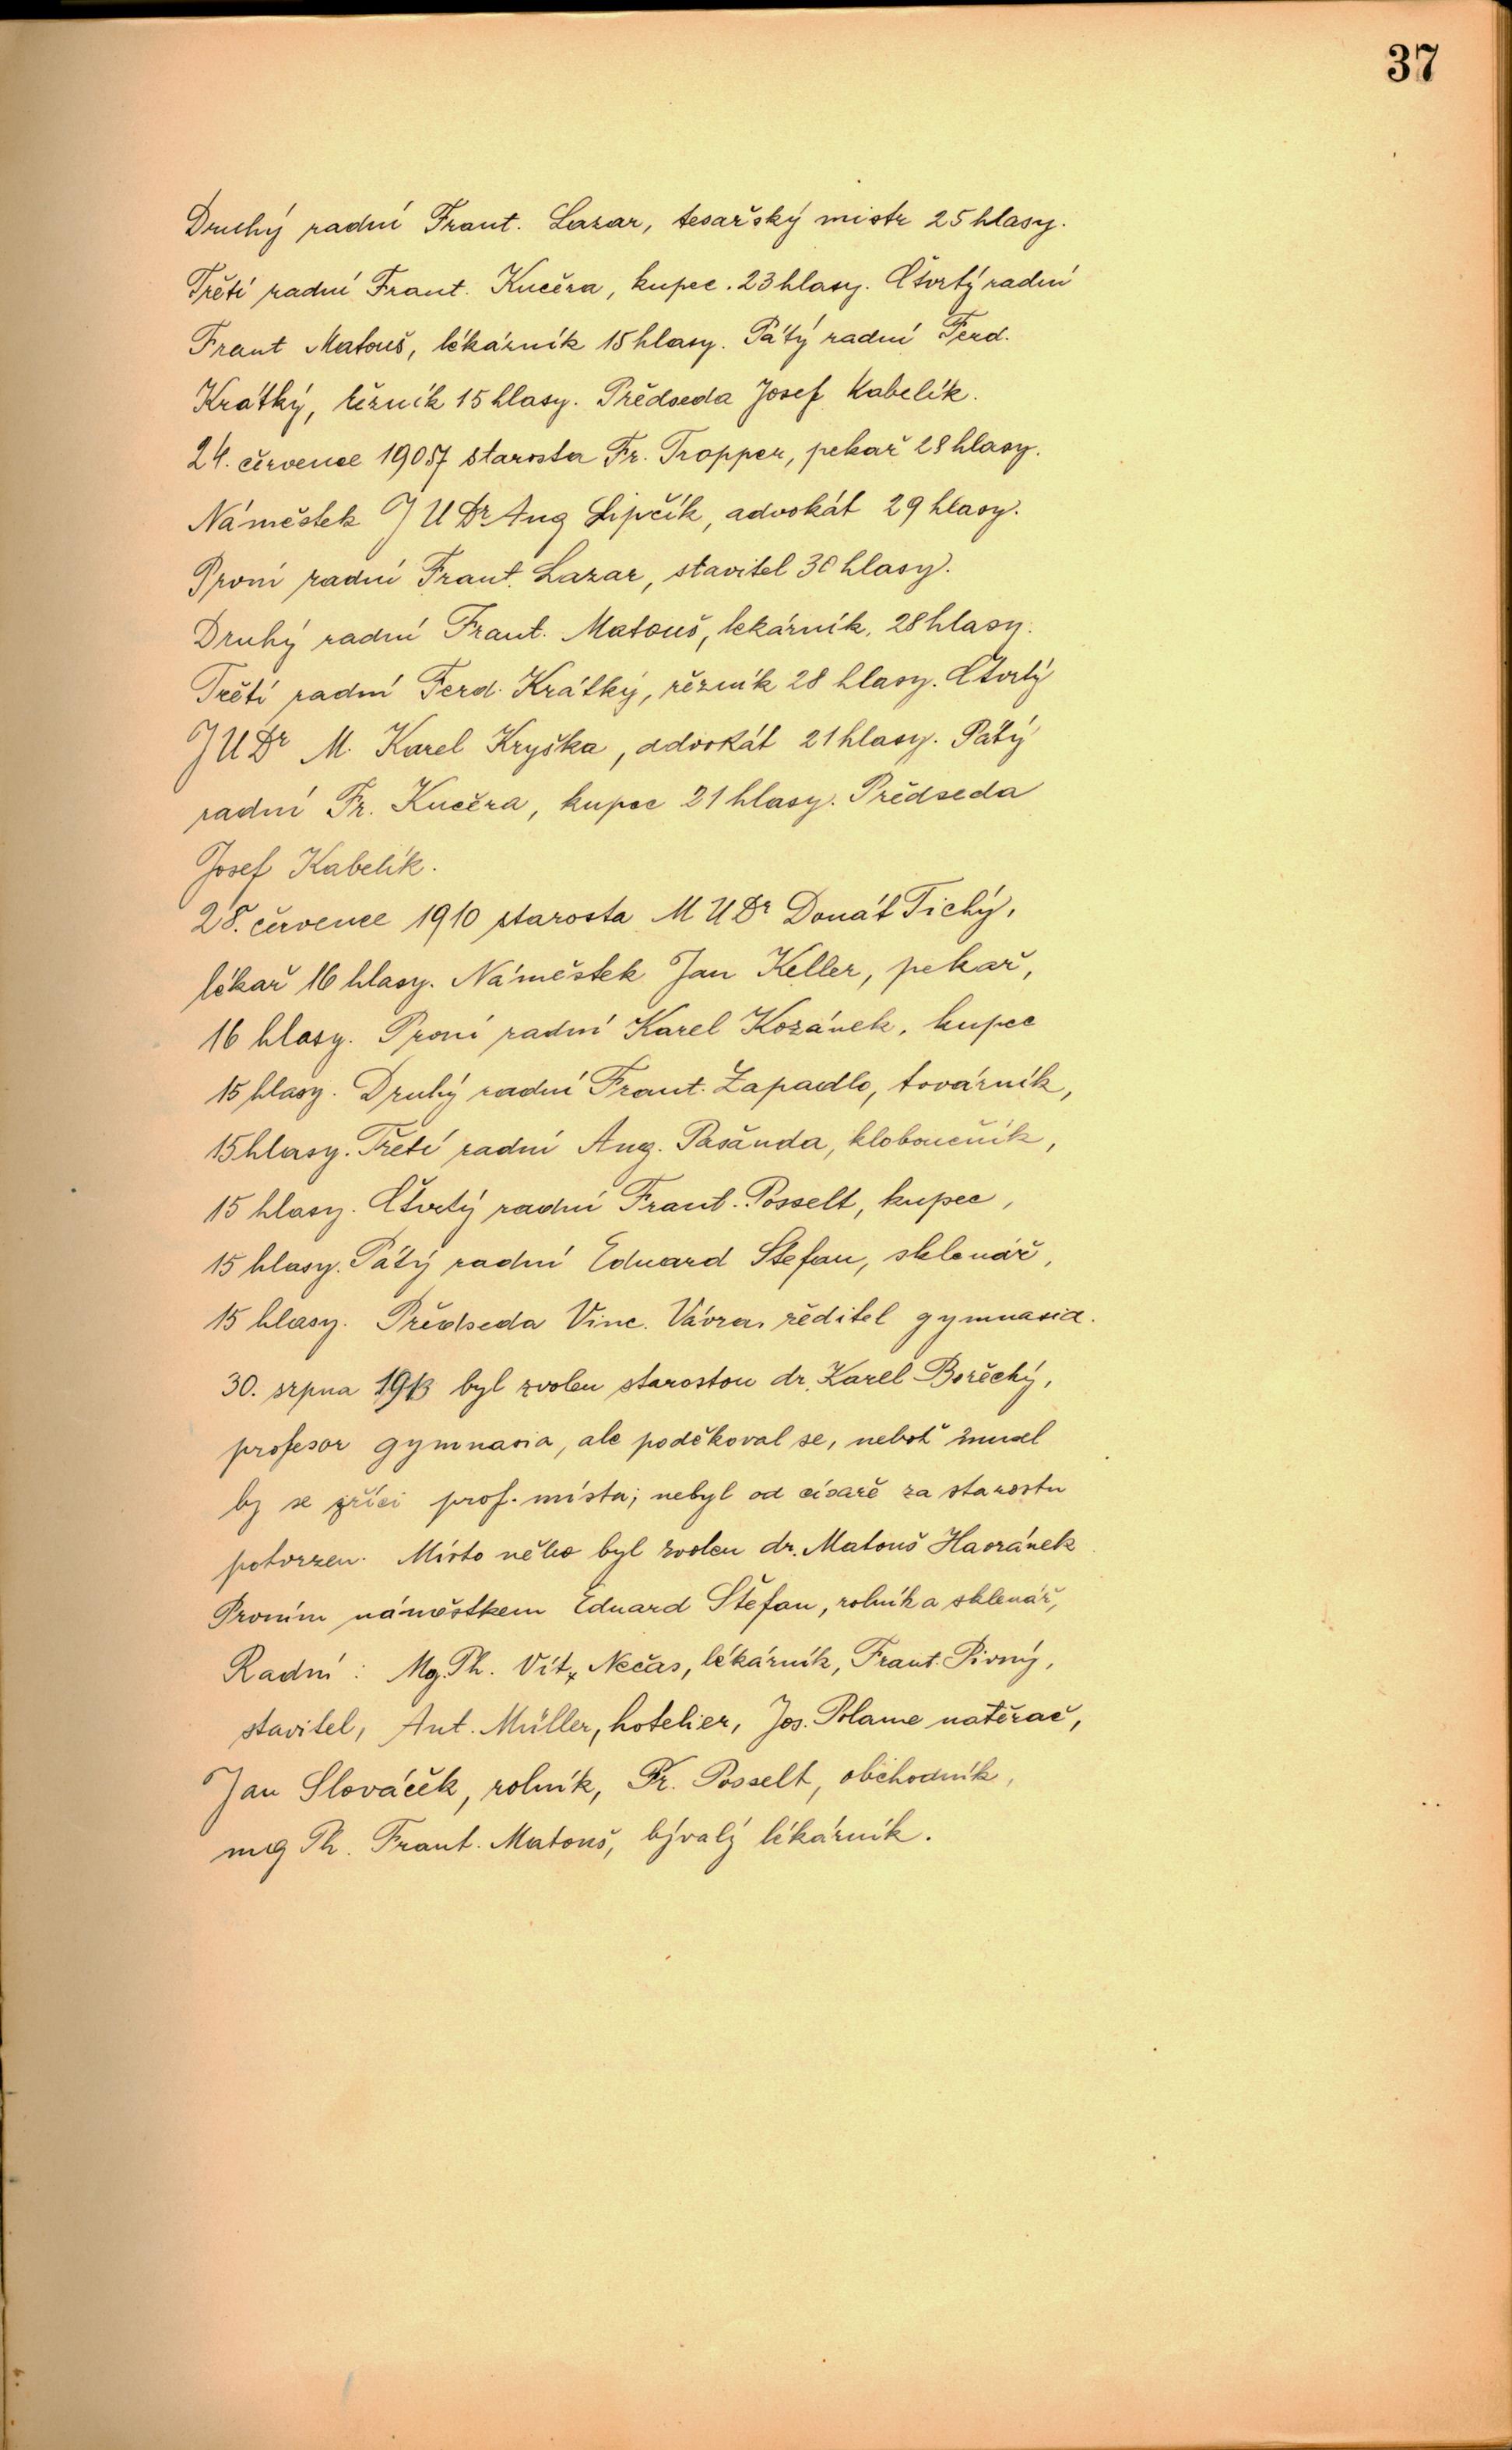 37
Druhý radní Frant. Lazar, tesařský mistr 25 hlasy.
Třetí radní Frant. Kučera, kupec. 23 hlasy. Čtvrtý radní
Frant Matouš, lékárník 15 hlasy. Pátý radní Ferd.
Krátký, řezník 15 hlasy. Předseda Josef Kabelík.
24. července 1907 starosta Fr. Tropper, pekař 28 hlasy.
Náměstek JUDr Aug Lipčík, advokát 29 hlasy.
První radní Frant. Lazar, stavitel 30 hlasy.
Druhý radní Frant. Matouš, lekárník, 28 hlasy.
Třetí radní Ferd. Krátký, řezník 28 hlasy. Čtvrtý
JUDr M. Karel Kryška, advokát 21 hlasy. Pátý
radní Fr. Kučera, kupec 21 hlasy. Předseda
Josef Kabelík.
28. července 1910 starosta MUDr Donát Tichý,
lékař 16 hlasy. Náměstek Jan Keller, pekař,
16 hlasy. První radní Karel Kozánek, kupec
15 hlasy. Druhý radní Frant. Zapadlo, továrník,
15 hlasy. Třetí radní Aug. Pašunda, kloboučník,
15 hlasy. Čtvrtý radní Frant. Posselt, kupec,
15 hlasy. Pátý radní Eduard Štefan, sklenář,
15 hlasy. Předseda Vinc. Vávra, ředitel gymnasia.
30. srpna 1913 byl zvolen starostou dr. Karel Bořecký,
profesor gymnasia, ale poděkoval se, neboť musel
by se zříci prof. místa; nebyl od císaře za starostu
potvrzen. Místo něho byl zvolen dr. Matouš Havránek
Prvním náměstkem Eduard Štefan, rolník a sklenář,
Radní: Mg. Ph. Vít. Nečas, lékárník, Frant. Pivný,
stavitel, Ant. Müller, hotelier, Jos. Polame natěrač,
Jan Slováček, rolník, Fr. Posselt, obchodník,
mg Ph. Frant. Matouš, bývalý lékárník.